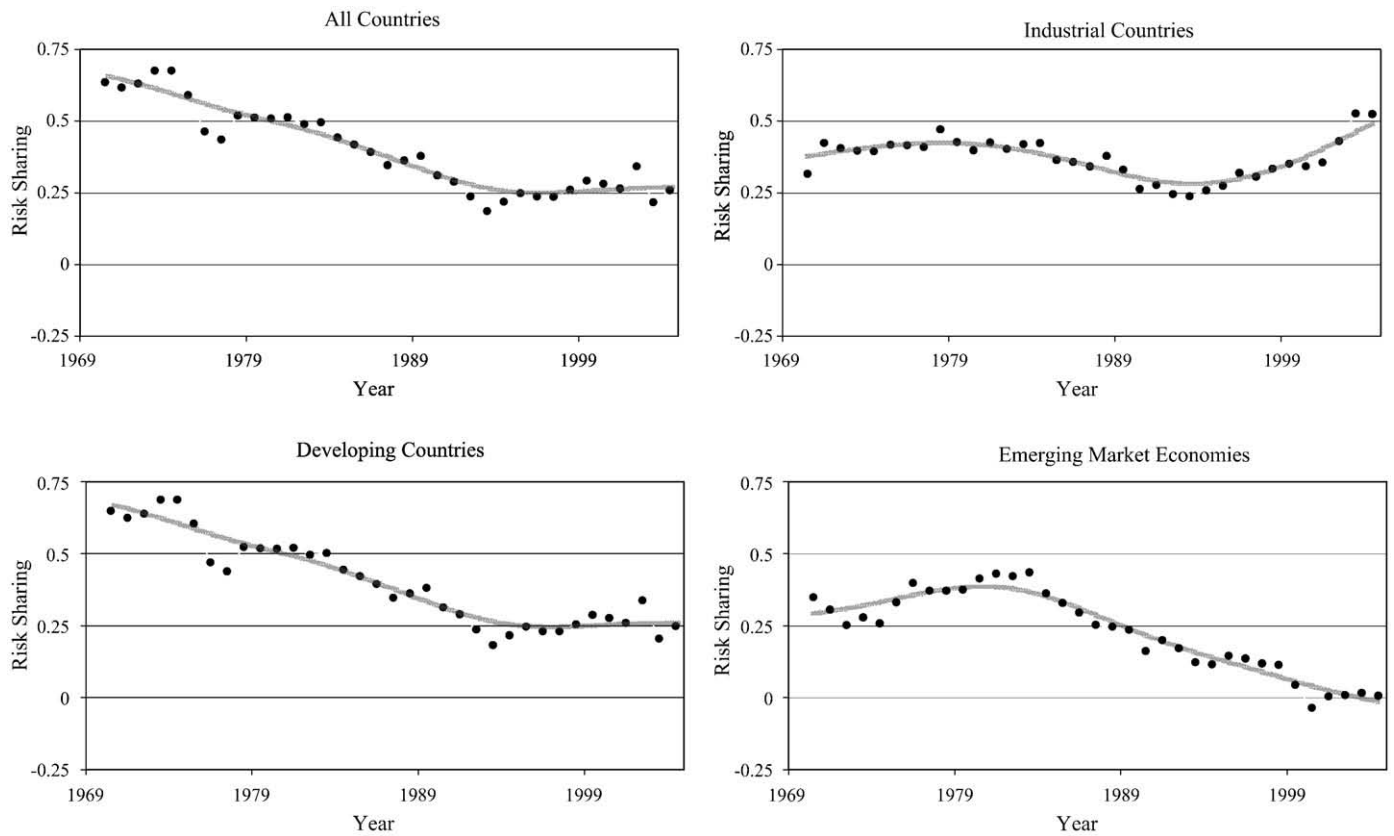 All Countries
0.75
0.5
0.25
0
-0.25
1969 1979 1989 1999
Risk Sharing
Year
Industrial Countries
0.75
0.5
0.25
0
-0.25
1969 1979 1989 1999
Risk Sharing
Year
Developing Countries
0.75
0.5
0.25
0
-0.25
1969 1979 1989 1999
Risk Sharing
Year
Emerging Market Economies
0.75
0.5
0.25
0
-0.25
1969 1979 1989 1999
Risk Sharing
Year